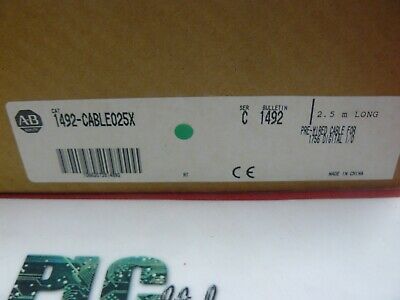 A-B
CAT
1492-CABLE025X
SER
C
BULLETIN
1492
2.5 m LONG
PRE-WIRED CABLE FOR
1756 DIGITAL I/O
MADE IN CHINA
CE
PLC
ltd